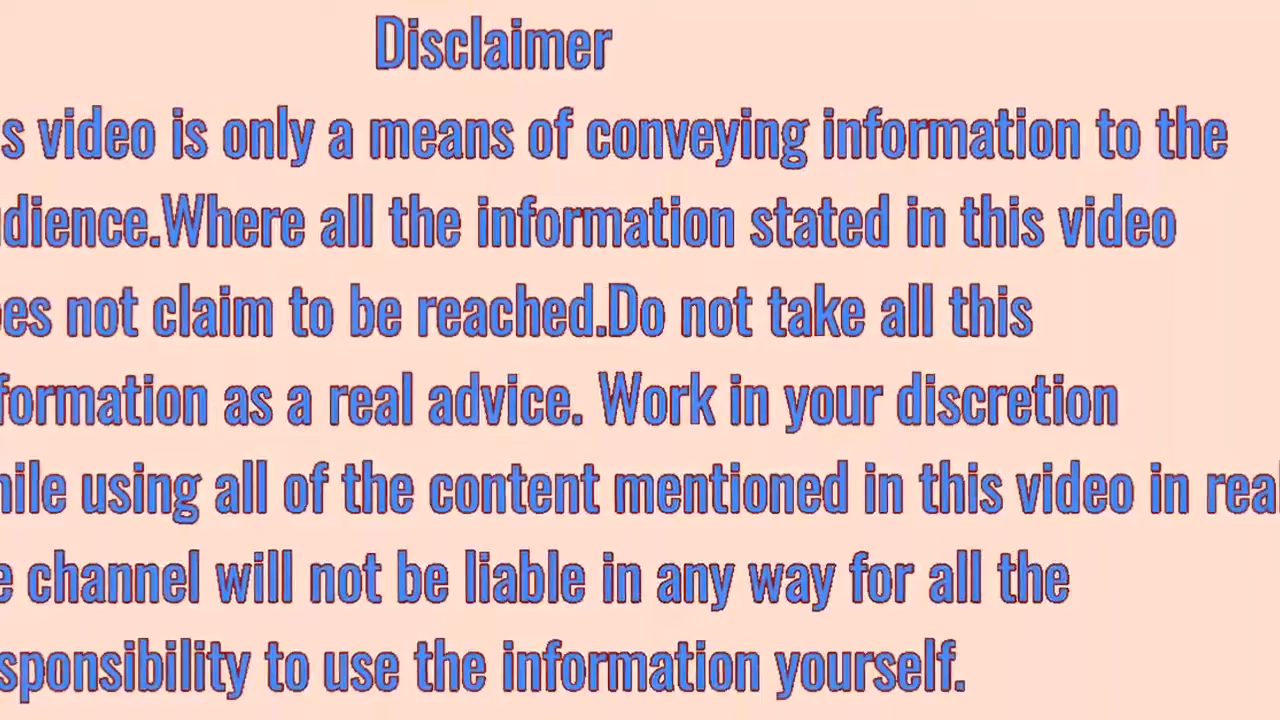 Disclaimer
s video is only a means of conveying information to the
dience.Where all the information stated in this video
es not claim to be reached.Do not take all this
formation as a real advice. Work in your discretion
ile using all of the content mentioned in this video in real
e channel will not be liable in any way for all the
sponsibility to use the information yourself.